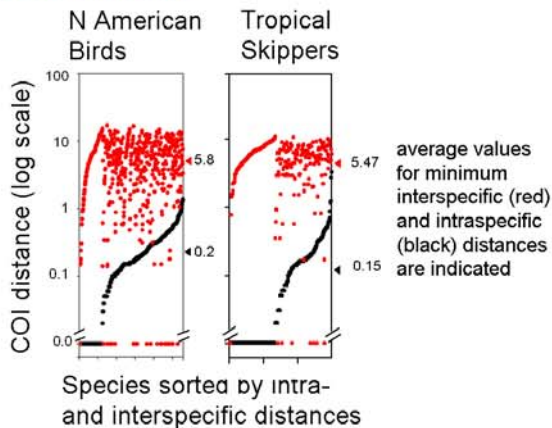 N American
Birds
Tropical
Skippers
COI distance (log scale)
100
10
1
0.1
0.0
5.8
0.2
5.47
0.15
average values
for minimum
interspecific (red)
and intraspecific
(black) distances
are indicated
Species sorted by intra-
and interspecific distances